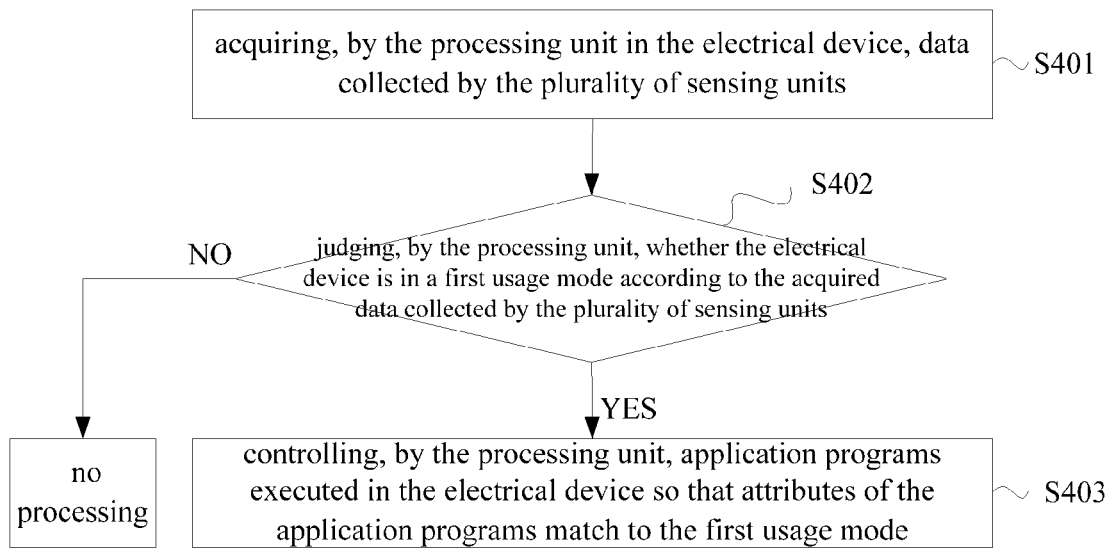 acquiring, by the processing unit in the electrical device, data
collected by the plurality of sensing units
S401
S402
judging, by the processing unit, whether the electrical
device is in a first usage mode according to the acquired
data collected by the plurality of sensing units
NO
YES
no
processing
controlling, by the processing unit, application programs
executed in the electrical device so that attributes of the
application programs match to the first usage mode
S403